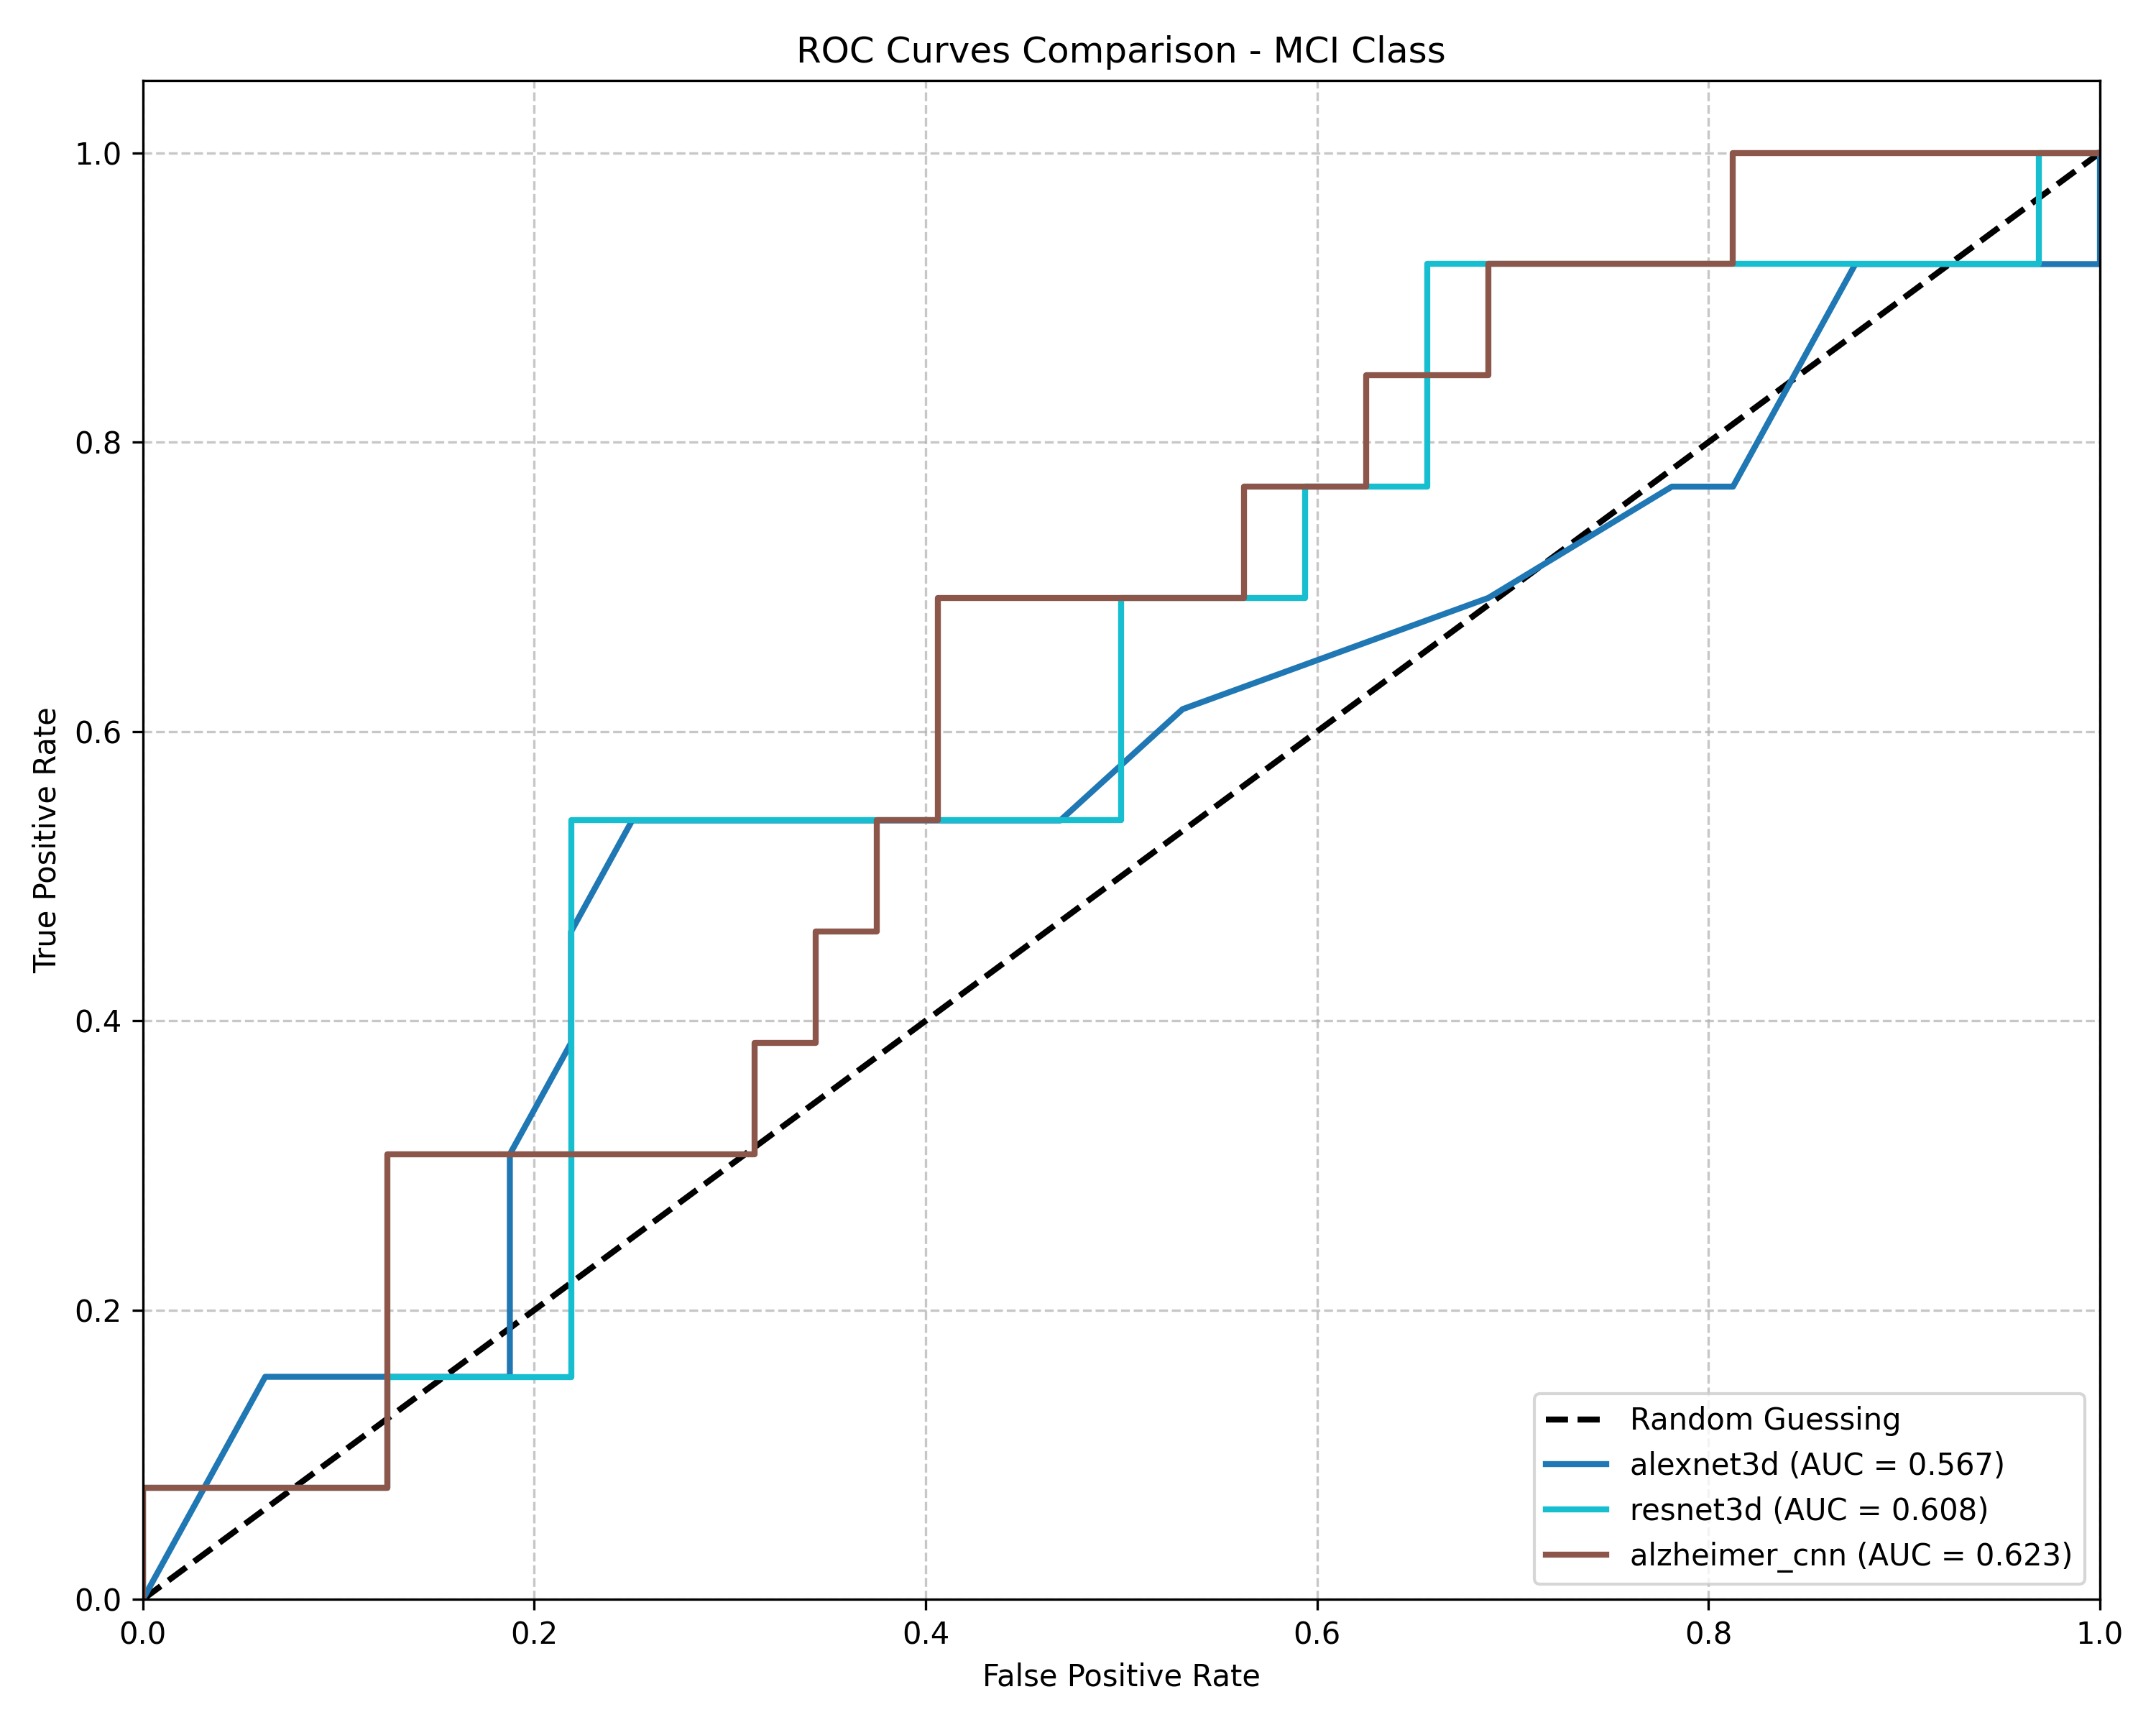 ROC Curves Comparison - MCI Class
True Positive Rate
1.0
0.8
0.6
0.4
0.2
0.0
0.0 0.2 0.4 0.6 0.8 1.0
False Positive Rate
Random Guessing
alexnet3d (AUC = 0.567)
resnet3d (AUC = 0.608)
alzheimer_cnn (AUC = 0.623)